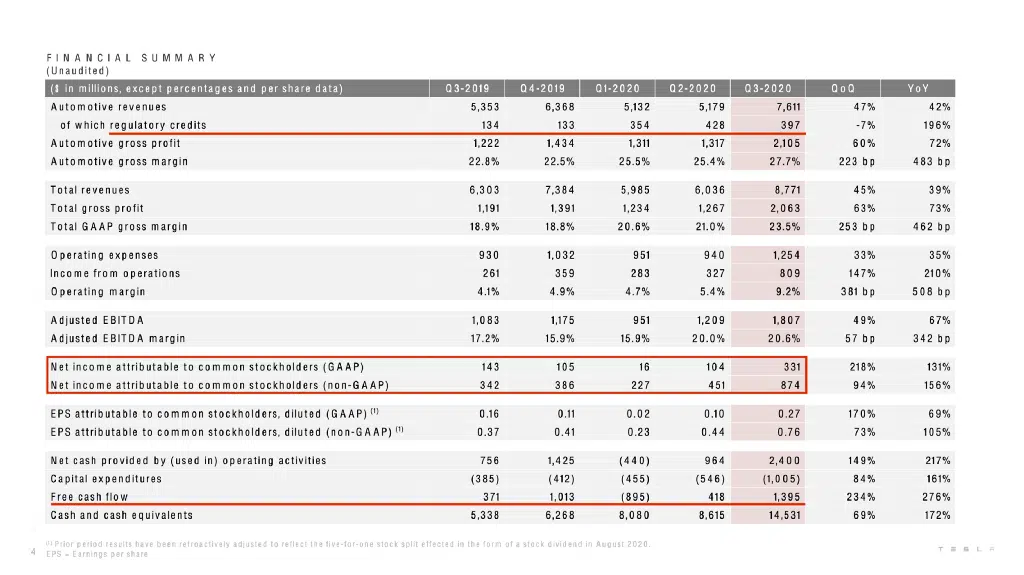 FINANCIAL SUMMARY
(Unaudited)
($ in millions, except percentages and per share data) Q3-2019 Q4-2019 Q1-2020 Q2-2020 Q3-2020 QoQ YoY
Automotive revenues 5,353 6,368 5,132 5,179 7,611 47% 42%
of which regulatory credits 134 133 354 428 397 -7% 196%
Automotive gross profit 1,222 1,434 1,311 1,317 2,105 60% 72%
Automotive gross margin 22.8% 22.5% 25.5% 25.4% 27.7% 223 bp 483 bp
Total revenues 6,303 7,384 5,985 6,036 8,771 45% 39%
Total gross profit 1,191 1,391 1,234 1,267 2,063 63% 73%
Total GAAP gross margin 18.9% 18.8% 20.6% 21.0% 23.5% 253 bp 462 bp
Operating expenses 930 1,032 951 940 1,254 33% 35%
Income from operations 261 359 283 327 809 147% 210%
Operating margin 4.1% 4.9% 4.7% 5.4% 9.2% 381 bp 508 bp
Adjusted EBITDA 1,083 1,175 951 1,209 1,807 49% 67%
Adjusted EBITDA margin 17.2% 15.9% 15.9% 20.0% 20.6% 57 bp 342 bp
Net income attributable to common stockholders (GAAP) 143 105 16 104 331 218% 131%
Net income attributable to common stockholders (non-GAAP) 342 386 227 451 874 94% 156%
EPS attributable to common stockholders, diluted (GAAP) (1) 0.16 0.11 0.02 0.10 0.27 170% 69%
EPS attributable to common stockholders, diluted (non-GAAP) (1) 0.37 0.41 0.23 0.44 0.76 73% 105%
Net cash provided by (used in) operating activities 756 1,425 (440) 964 2,400 149% 217%
Capital expenditures (385) (412) (455) (546) (1,005) 84% 161%
Free cash flow 371 1,013 (895) 418 1,395 234% 276%
Cash and cash equivalents 5,338 6,268 8,080 8,615 14,531 69% 172%
(1) Prior period results have been retroactively adjusted to reflect the five-for-one stock split effected in the form of a stock dividend in August 2020.
EPS = Earnings per share
4
TESLA